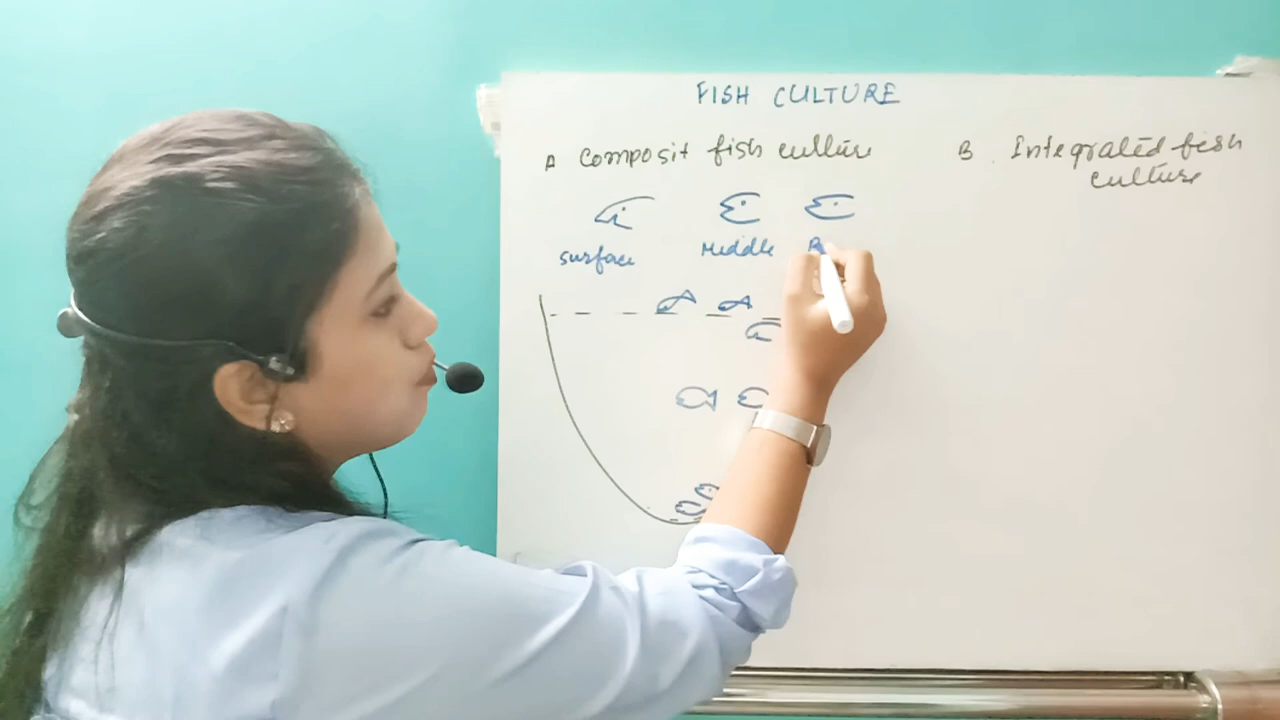 FISH CULTURE
A Composit fish culture
B. Integrated fish
culture
surface Middle B